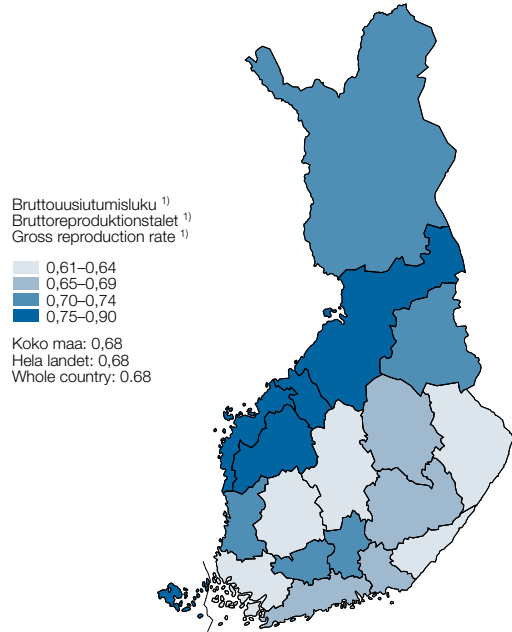 Bruttouusiutumisluku 1)
Bruttoreproduktionstalet 1)
Gross reproduction rate 1)
0,61–0,64
0,65–0,69
0,70–0,74
0,75–0,90
Koko maa: 0,68
Hela landet: 0,68
Whole country: 0.68